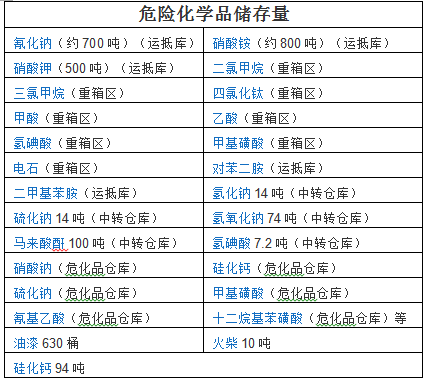 危险化学品储存量
氰化钠（约 700 吨）（运抵库） 硝酸铵（约 800 吨）（运抵库）
硝酸钾（500 吨）（运抵库） 二氯甲烷（重箱区）
三氯甲烷（重箱区） 四氯化钛（重箱区）
甲酸（重箱区） 乙酸（重箱区）
氢碘酸（重箱区） 甲基磺酸（重箱区）
电石（重箱区） 对苯二胺（运抵库）
二甲基苯胺（运抵库） 氢化钠 14 吨（中转仓库）
硫化钠 14 吨（中转仓库） 氢氧化钠 74 吨（中转仓库）
马来酸酐 100 吨（中转仓库） 氢碘酸 7.2 吨（中转仓库）
硝酸钠（危化品仓库） 硅化钙（危化品仓库）
硫化钠（危化品仓库） 甲基磺酸（危化品仓库）
氰基乙酸（危化品仓库） 十二烷基苯磺酸（危化品仓库）等
油漆 630 桶 火柴 10 吨
硅化钙 94 吨